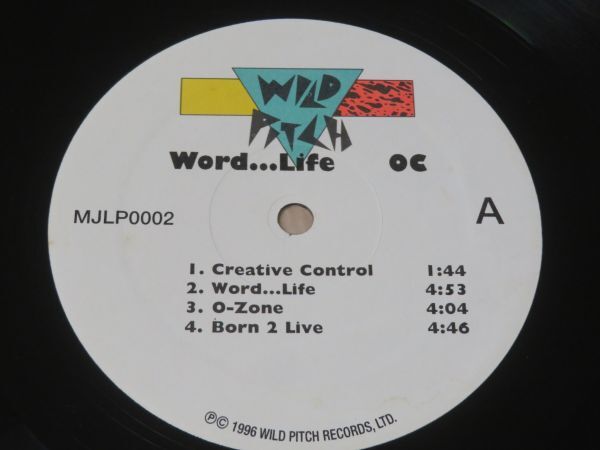 WILD
PITCH
Word...Life OC
MJLP0002 A
1. Creative Control 1:44
2. Word...Life 4:53
3. O-Zone 4:04
4. Born 2 Live 4:46
℗© 1996 WILD PITCH RECORDS, LTD.